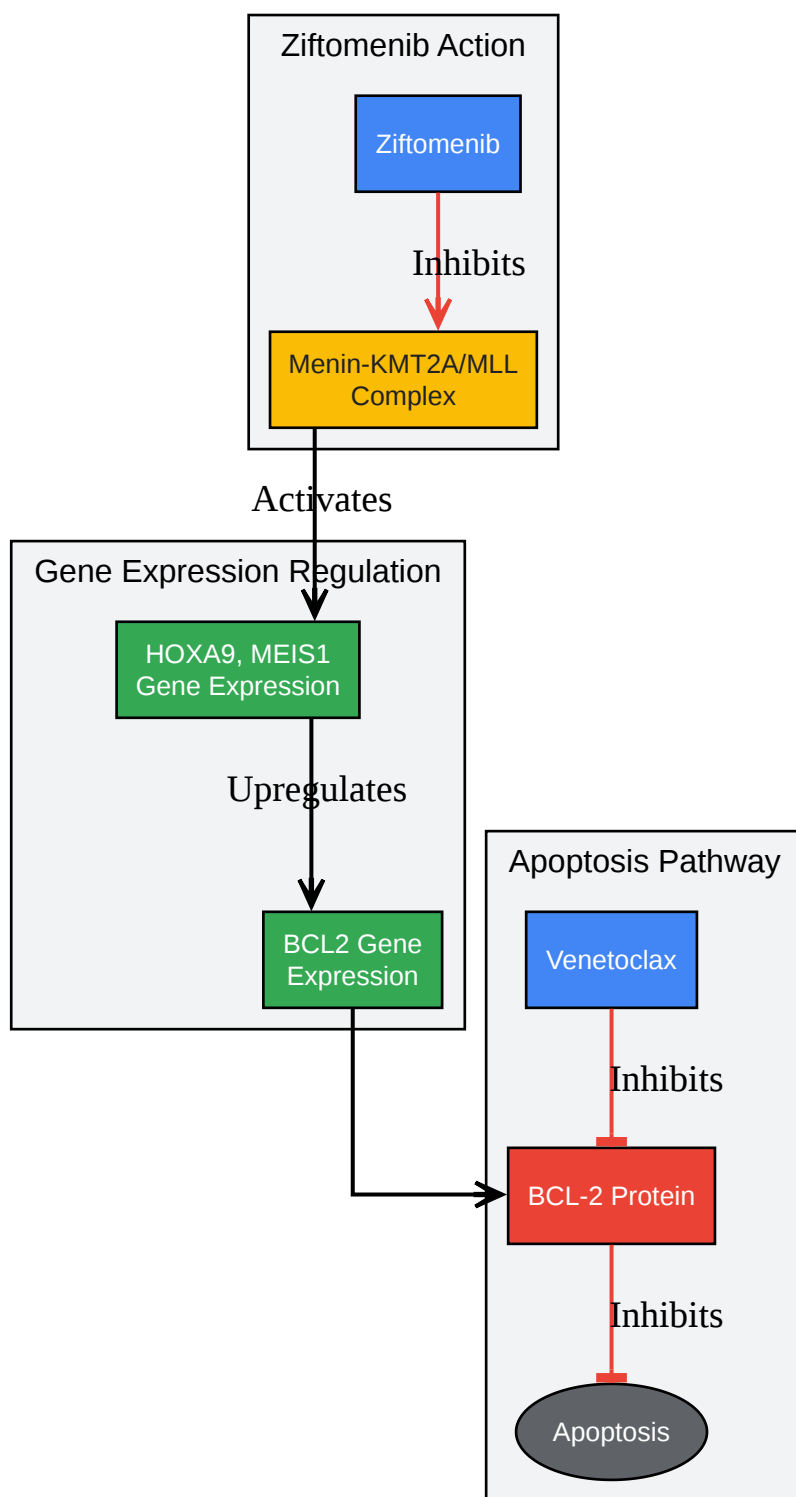 Ziftomenib Action
Ziftomenib
Inhibits
Menin-KMT2A/MLL
Complex
Activates
Gene Expression Regulation
HOXA9, MEIS1
Gene Expression
Upregulates
BCL2 Gene
Expression
Apoptosis Pathway
Venetoclax
Inhibits
BCL-2 Protein
Inhibits
Apoptosis